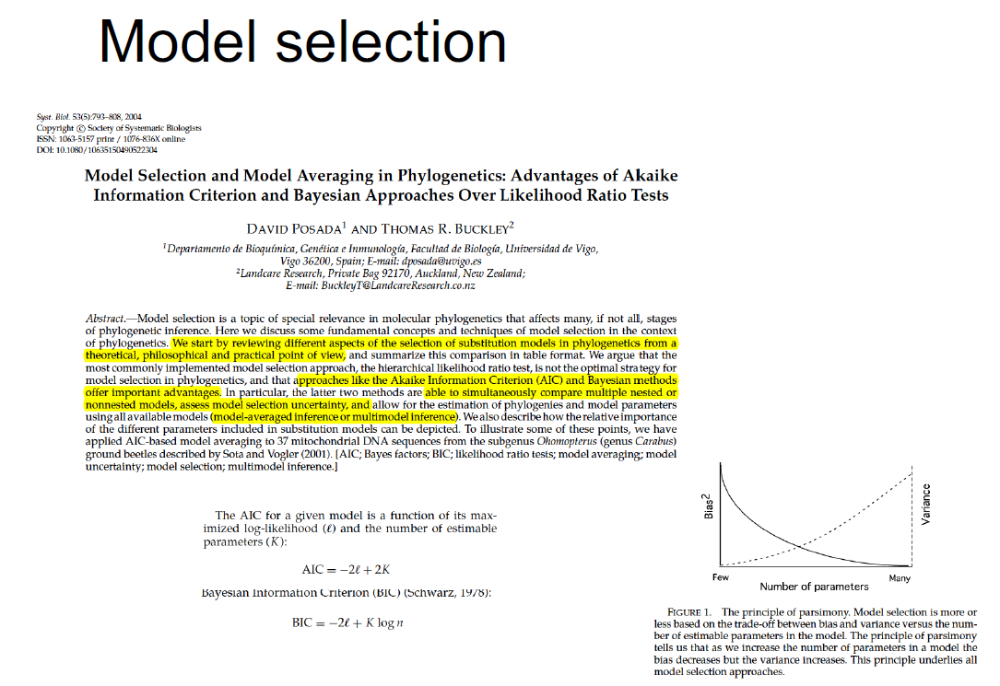 Model selection
Syst. Biol. 53(5):793–808, 2004
Copyright © Society of Systematic Biologists
ISSN: 1063-5157 print / 1076-836X online
DOI: 10.1080/10635150490522304
Model Selection and Model Averaging in Phylogenetics: Advantages of Akaike
Information Criterion and Bayesian Approaches Over Likelihood Ratio Tests
DAVID POSADA¹ AND THOMAS R. BUCKLEY²
¹Departamento de Bioquímica, Genética e Inmunología, Facultad de Biología, Universidad de Vigo,
Vigo 36200, Spain; E-mail: dposada@uvigo.es
²Landcare Research, Private Bag 92170, Auckland, New Zealand;
E-mail: BuckleyT@LandcareResearch.co.nz
Abstract.—Model selection is a topic of special relevance in molecular phylogenetics that affects many, if not all, stages
of phylogenetic inference. Here we discuss some fundamental concepts and techniques of model selection in the context
of phylogenetics. We start by reviewing different aspects of the selection of substitution models in phylogenetics from a
theoretical, philosophical and practical point of view, and summarize this comparison in table format. We argue that the
most commonly implemented model selection approach, the hierarchical likelihood ratio test, is not the optimal strategy for
model selection in phylogenetics, and that approaches like the Akaike Information Criterion (AIC) and Bayesian methods
offer important advantages. In particular, the latter two methods are able to simultaneously compare multiple nested or
nonnested models, assess model selection uncertainty, and allow for the estimation of phylogenies and model parameters
using all available models (model-averaged inference or multimodel inference). We also describe how the relative importance
of the different parameters included in substitution models can be depicted. To illustrate some of these points, we have
applied AIC-based model averaging to 37 mitochondrial DNA sequences from the subgenus Ohomopterus (genus Carabus)
ground beetles described by Sota and Vogler (2001). [AIC; Bayes factors; BIC; likelihood ratio tests; model averaging; model
uncertainty; model selection; multimodel inference.]
The AIC for a given model is a function of its max-
imized log-likelihood (ℓ) and the number of estimable
parameters (K):
AIC = −2ℓ + 2K
Bayesian Information Criterion (BIC) (Schwarz, 1978):
BIC = −2ℓ + K log n
Bias²
Variance
Few
Many
Number of parameters
FIGURE 1. The principle of parsimony. Model selection is more or
less based on the trade-off between bias and variance versus the num-
ber of estimable parameters in the model. The principle of parsimony
tells us that as we increase the number of parameters in a model the
bias decreases but the variance increases. This principle underlies all
model selection approaches.